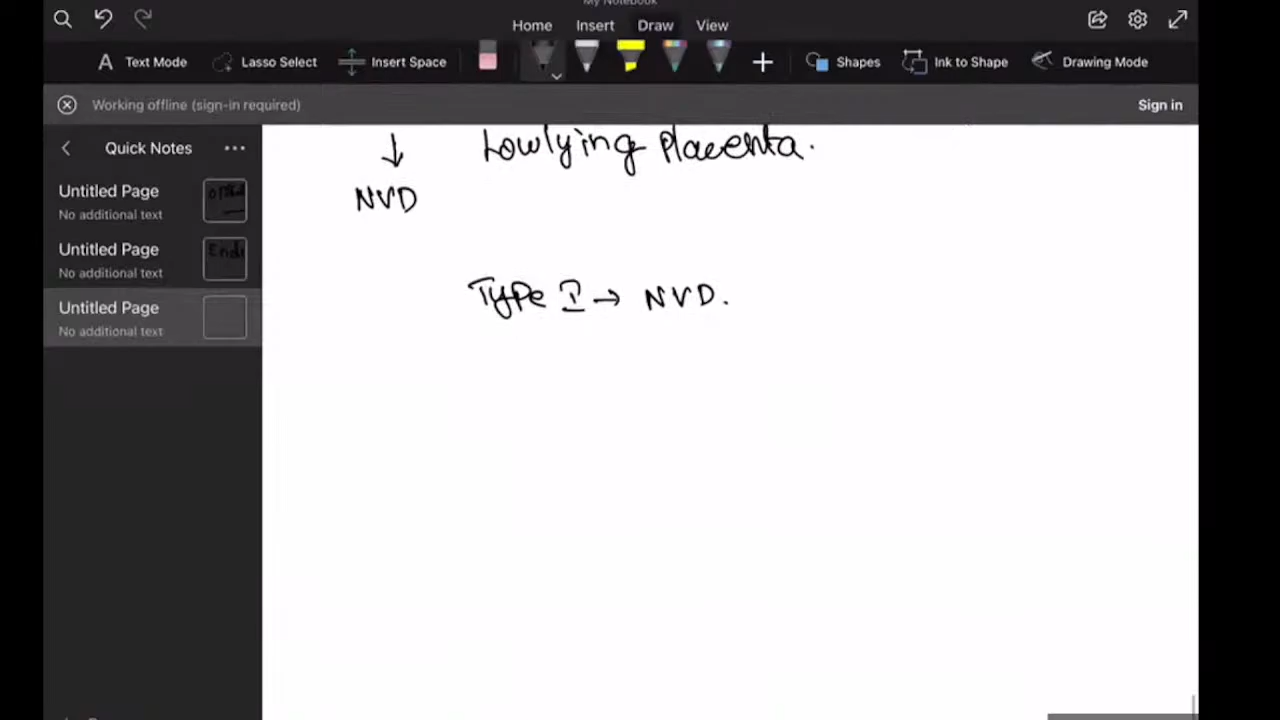 My Notebook
Home Insert Draw View
Text Mode Lasso Select Insert Space Shapes Ink to Shape Drawing Mode
Working offline (sign-in required) Sign in
Quick Notes
Untitled Page
No additional text
Untitled Page
No additional text
Untitled Page
No additional text
↓ Lowlying Placenta.
NVD
Type I → NVD.